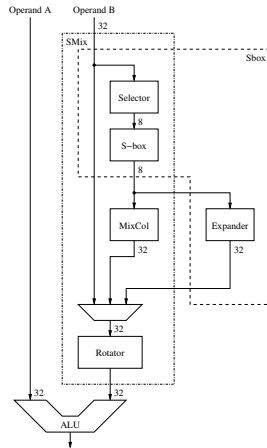 Operand A Operand B
32
SMix
Sbox
Selector
8
S-box
8
MixCol Expander
32 32
32
Rotator
32 32
ALU